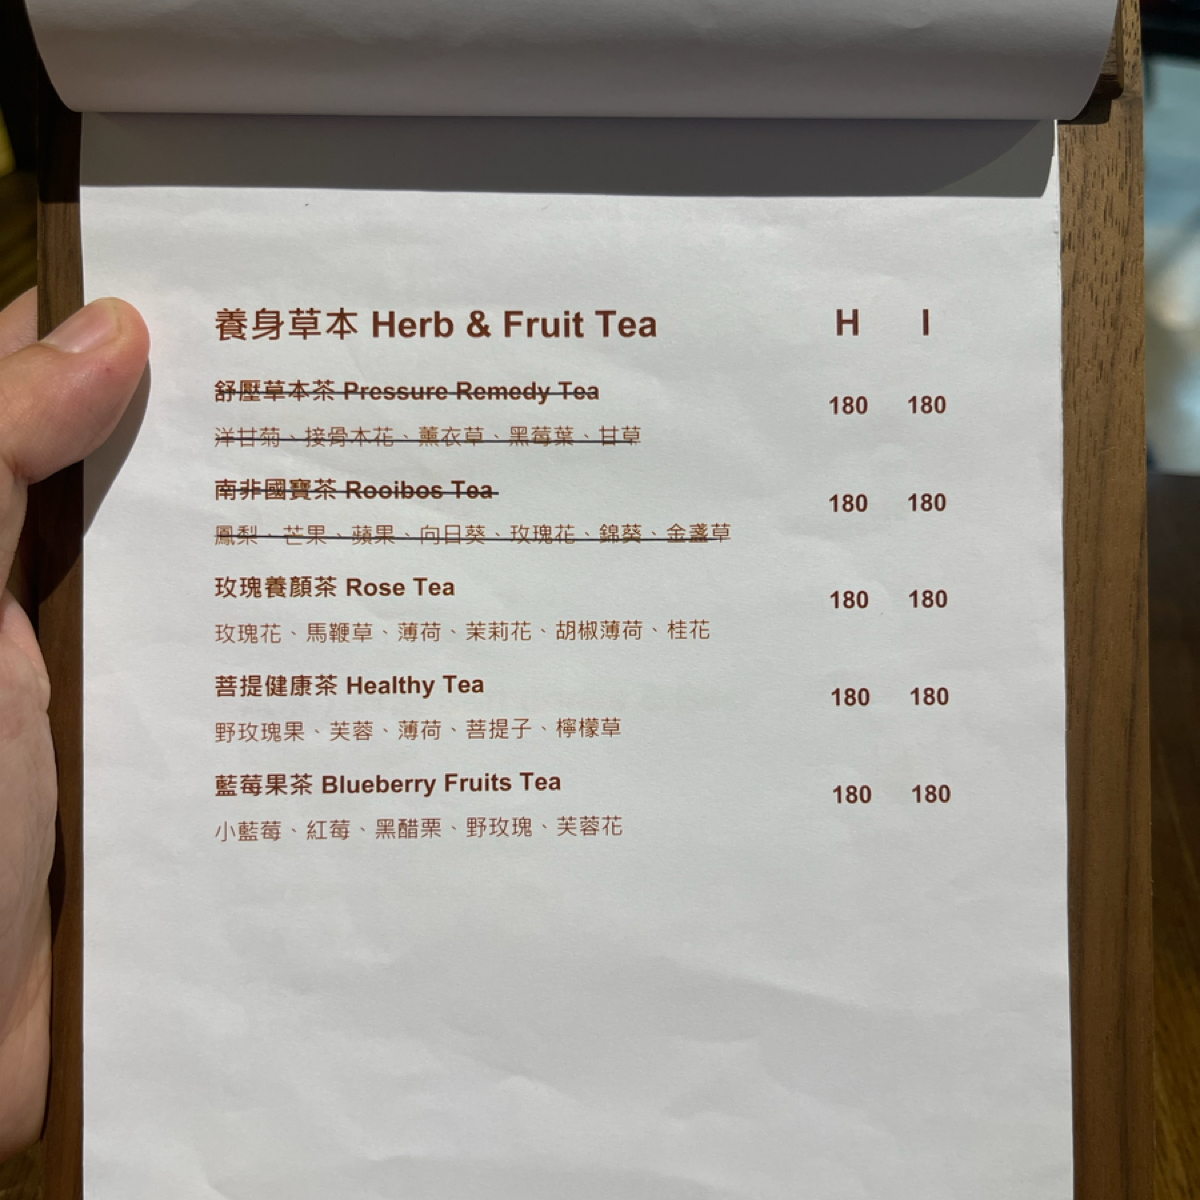 養身草本 Herb & Fruit Tea H I
舒壓草本茶 Pressure Remedy Tea 180 180
洋甘菊、接骨木花、薰衣草、黑莓葉、甘草
南非國寶茶 Rooibos Tea 180 180
鳳梨、芒果、蘋果、向日葵、玫瑰花、錦葵、金盞草
玫瑰養顏茶 Rose Tea 180 180
玫瑰花、馬鞭草、薄荷、茉莉花、胡椒薄荷、桂花
菩提健康茶 Healthy Tea 180 180
野玫瑰果、芙蓉、薄荷、菩提子、檸檬草
藍莓果茶 Blueberry Fruits Tea 180 180
小藍莓、紅莓、黑醋栗、野玫瑰、芙蓉花